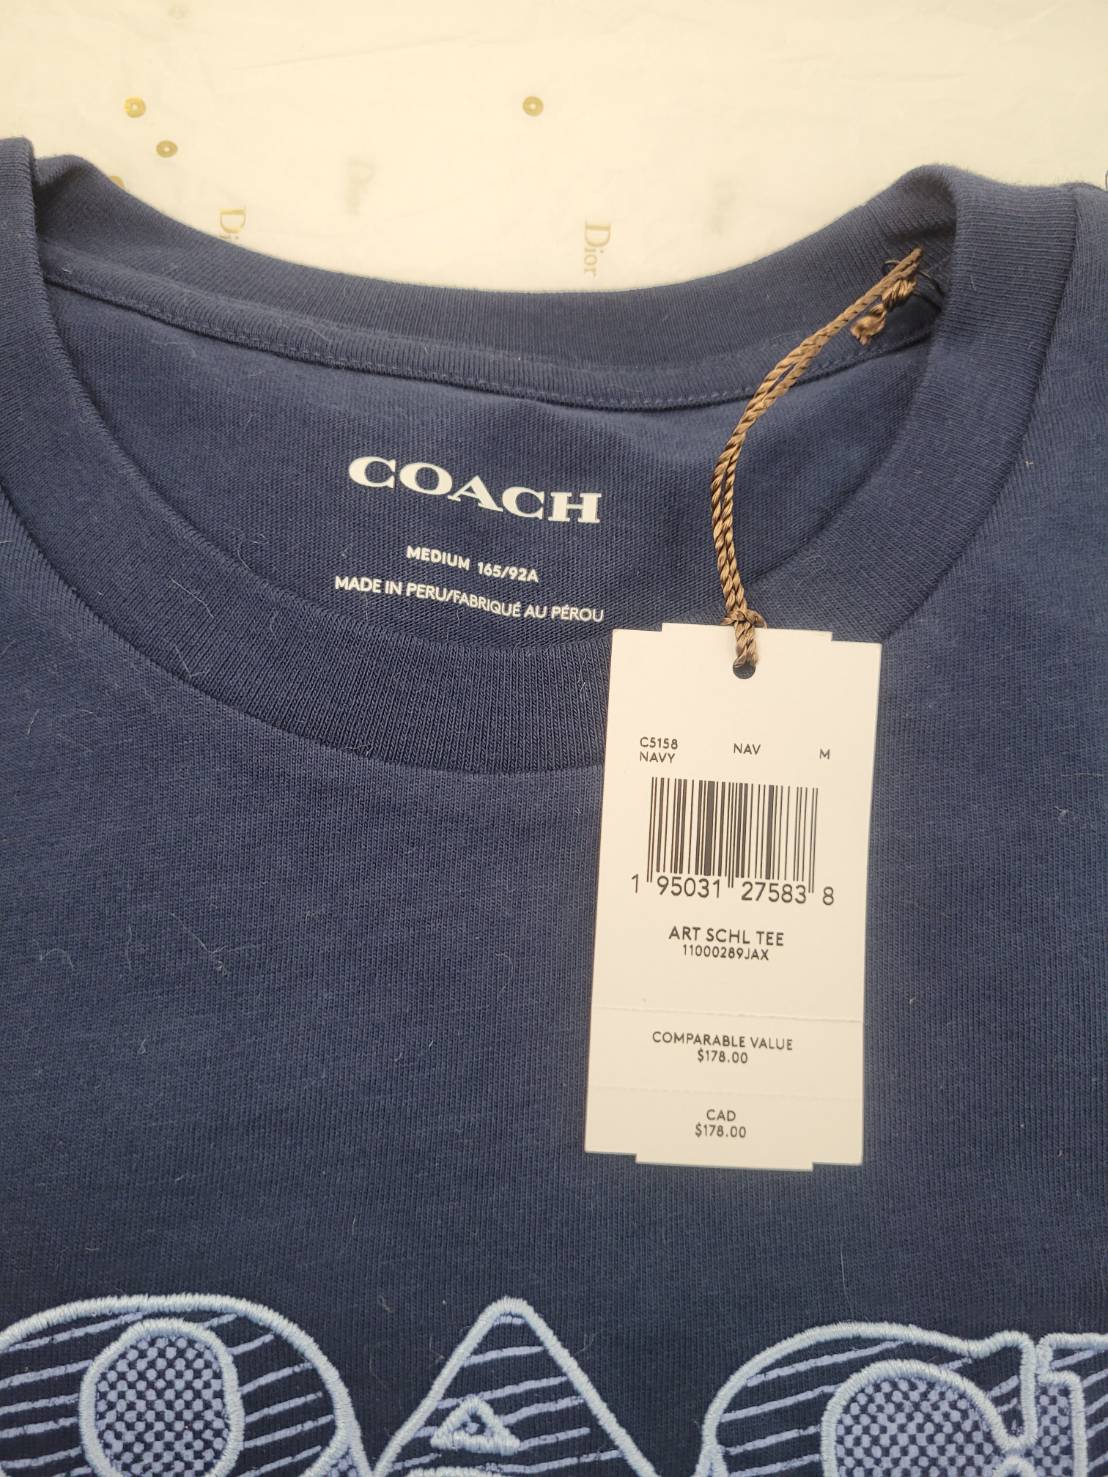 Dior
Dior
COACH
MEDIUM 165/92A
MADE IN PERU/FABRIQUÉ AU PÉROU
C5158 NAV M
NAVY
1 95031 27583 8
ART SCHL TEE
11000289JAX
COMPARABLE VALUE
$178.00
CAD
$178.00
OAC